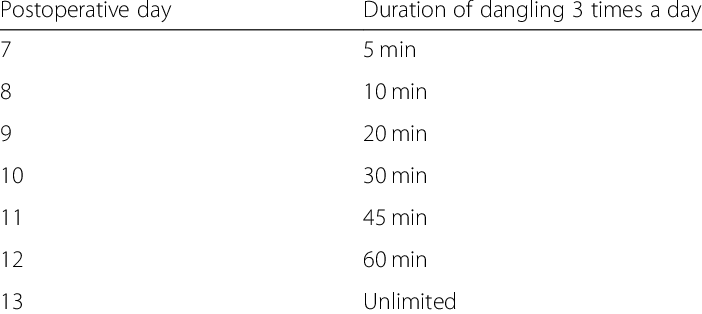 Postoperative day Duration of dangling 3 times a day
7 5 min
8 10 min
9 20 min
10 30 min
11 45 min
12 60 min
13 Unlimited